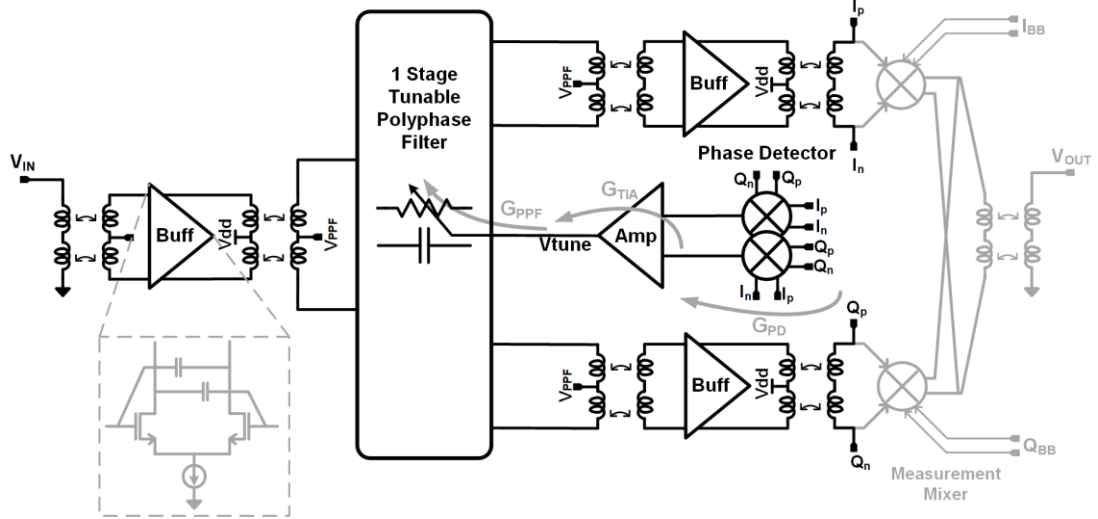 V_IN
Buff
Vdd
V_PPF
1 Stage
Tunable
Polyphase
Filter
G_PPF
Vtune
G_TIA
Amp
Phase Detector
Q_n
Q_p
I_p
I_n
Q_p
Q_n
I_n
I_p
G_PD
V_PPF
Buff
Vdd
I_p
I_n
I_BB
V_PPF
Buff
Vdd
Q_p
Q_n
Q_BB
Measurement
Mixer
V_OUT